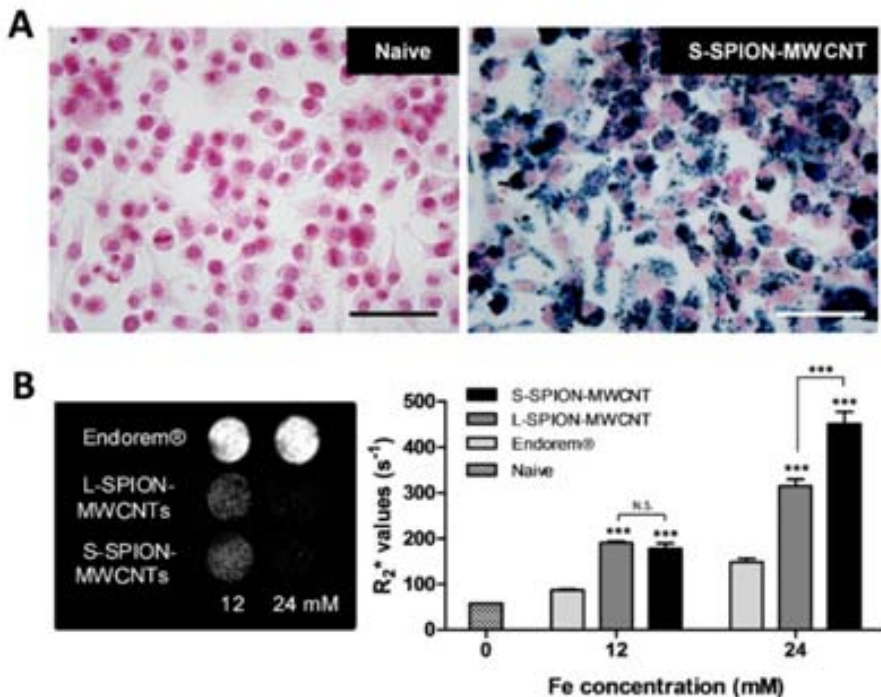 A
Naive
S-SPION-MWCNT
B
Endorem®
L-SPION-
MWCNTs
S-SPION-
MWCNTs
12 24 mM
R2* values (s-1)
500
400
300
200
100
0
S-SPION-MWCNT
L-SPION-MWCNT
Endorem®
Naive
N.S.
***
***
***
***
***
0 12 24
Fe concentration (mM)